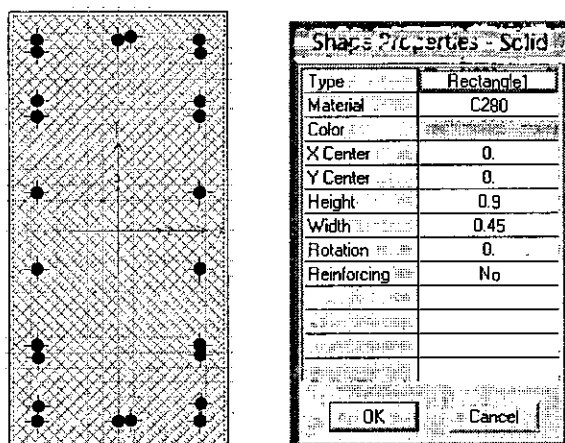 Shape Properties - Solid
Type Rectangle1
Material C280
Color
X Center 0.
Y Center 0.
Height 0.9
Width 0.45
Rotation 0.
Reinforcing No
OK Cancel